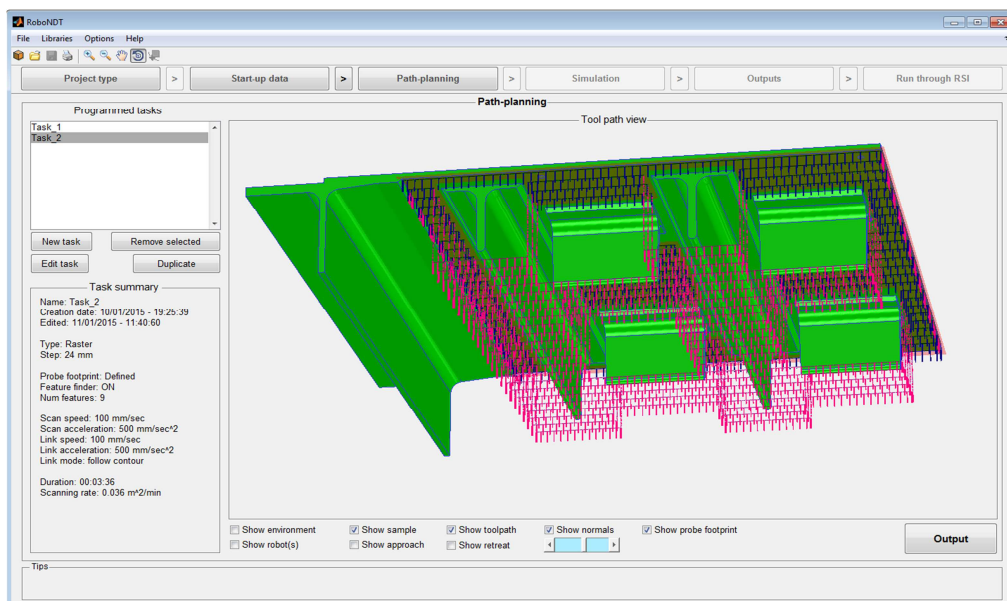 RoboNDT
File Libraries Options Help
Project type > Start-up data > Path-planning > Simulation > Outputs > Run through RSI
Path-planning
Programmed tasks
Tool path view
Task_1
Task_2
New task Remove selected
Edit task Duplicate
Task summary
Name: Task_2
Creation date: 10/01/2015 - 19:25:39
Edited: 11/01/2015 - 11:40:60
Type: Raster
Step: 24 mm
Probe footprint: Defined
Feature finder: ON
Num features: 9
Scan speed: 100 mm/sec
Scan acceleration: 500 mm/sec^2
Link speed: 100 mm/sec
Link acceleration: 500 mm/sec^2
Link mode: follow contour
Duration: 00:03:36
Scanning rate: 0.036 m^2/min
Show environment Show sample Show toolpath Show normals Show probe footprint
Show robot(s) Show approach Show retreat
Output
Tips